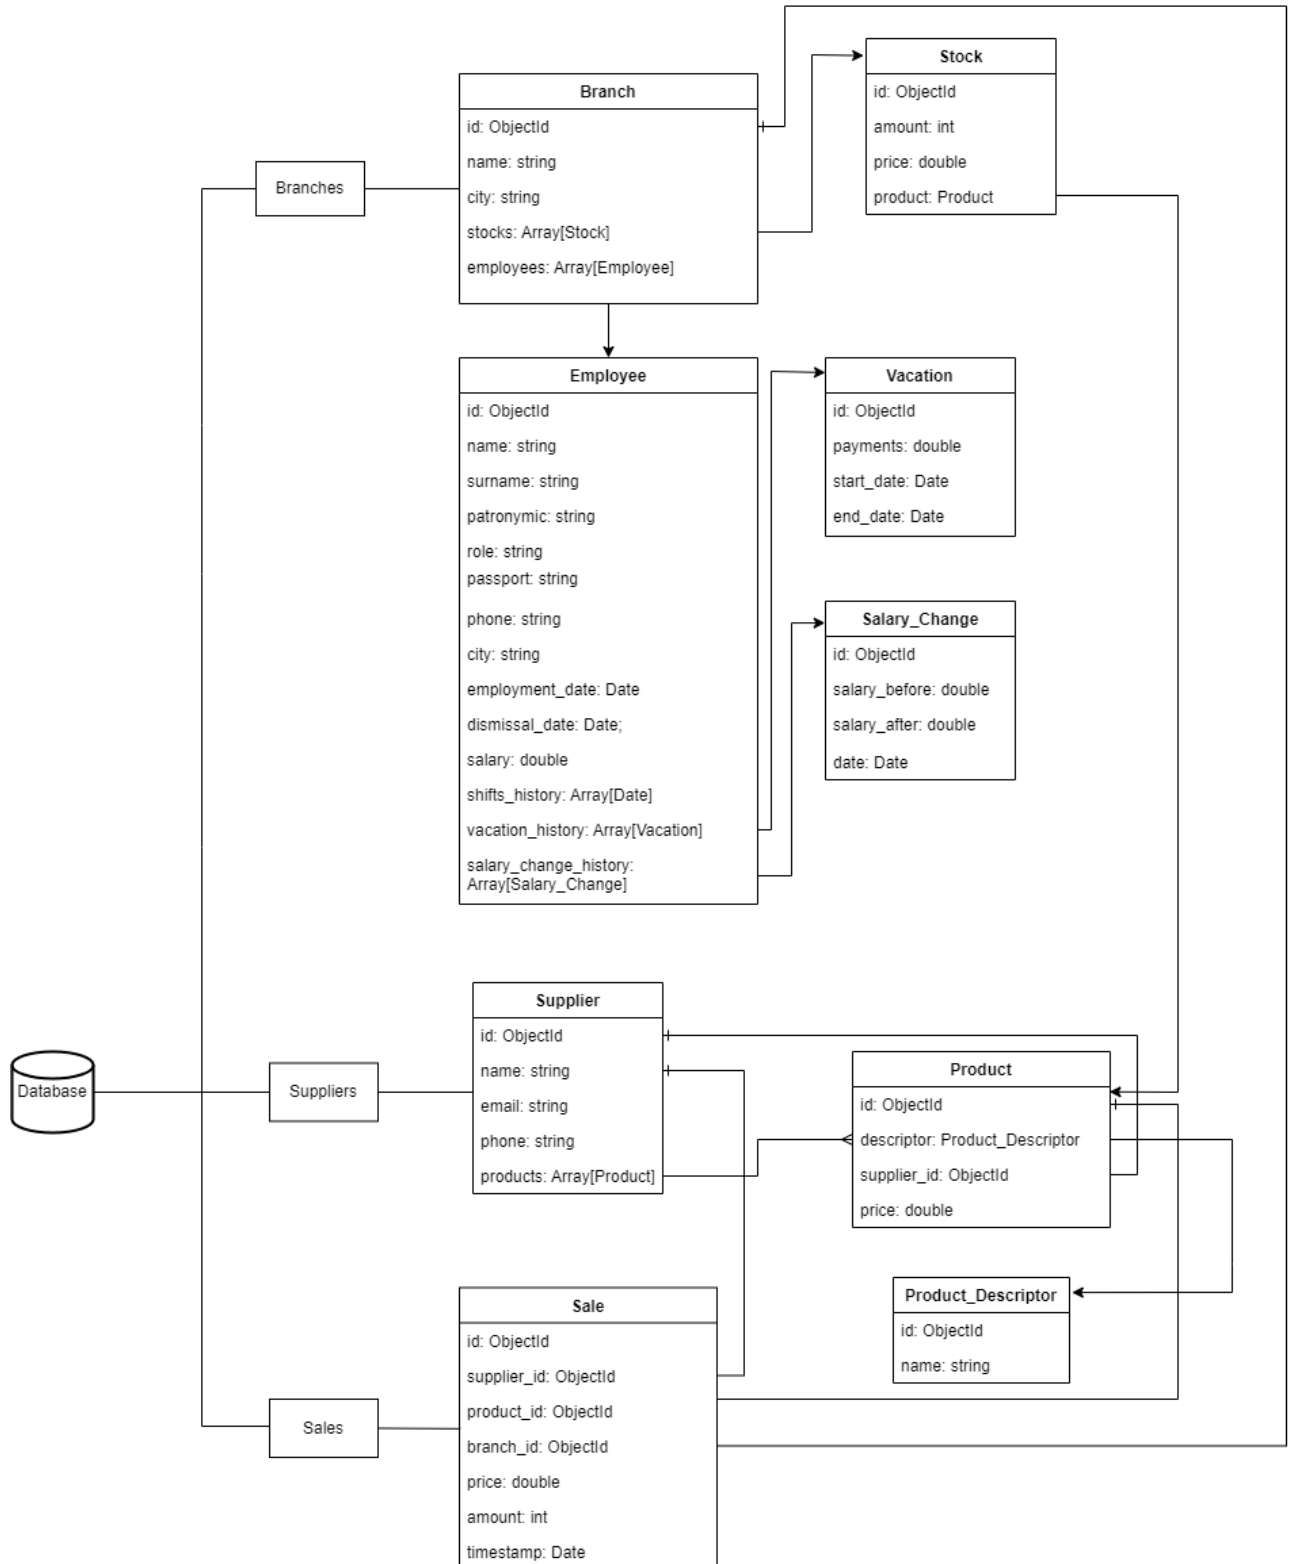 Stock
id: ObjectId
amount: int
price: double
product: Product
Branch
id: ObjectId
name: string
city: string
stocks: Array[Stock]
employees: Array[Employee]
Branches
Employee
id: ObjectId
name: string
surname: string
patronymic: string
role: string
passport: string
phone: string
city: string
employment_date: Date
dismissal_date: Date;
salary: double
shifts_history: Array[Date]
vacation_history: Array[Vacation]
salary_change_history:
Array[Salary_Change]
Vacation
id: ObjectId
payments: double
start_date: Date
end_date: Date
Salary_Change
id: ObjectId
salary_before: double
salary_after: double
date: Date
Database
Suppliers
Supplier
id: ObjectId
name: string
email: string
phone: string
products: Array[Product]
Product
id: ObjectId
descriptor: Product_Descriptor
supplier_id: ObjectId
price: double
Product_Descriptor
id: ObjectId
name: string
Sales
Sale
id: ObjectId
supplier_id: ObjectId
product_id: ObjectId
branch_id: ObjectId
price: double
amount: int
timestamp: Date